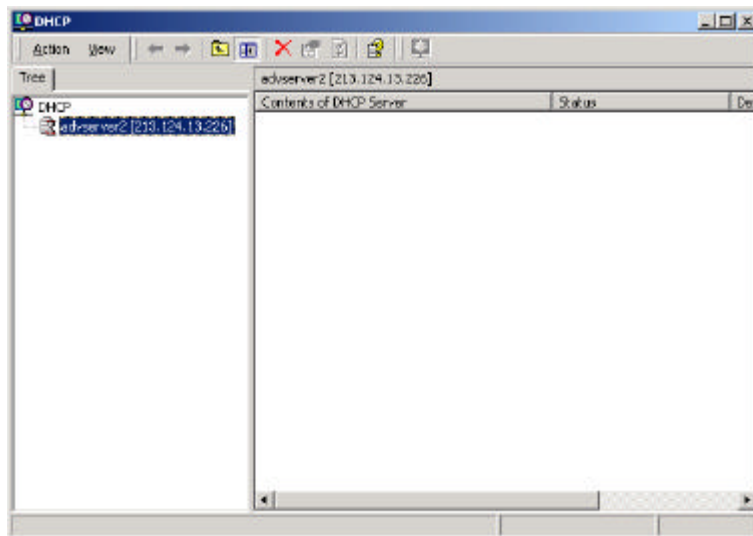 DHCP
Action View
Tree
advserver2 [213.124.13.226]
Contents of DHCP Server Status De
DHCP
advserver2 [213.124.13.226]